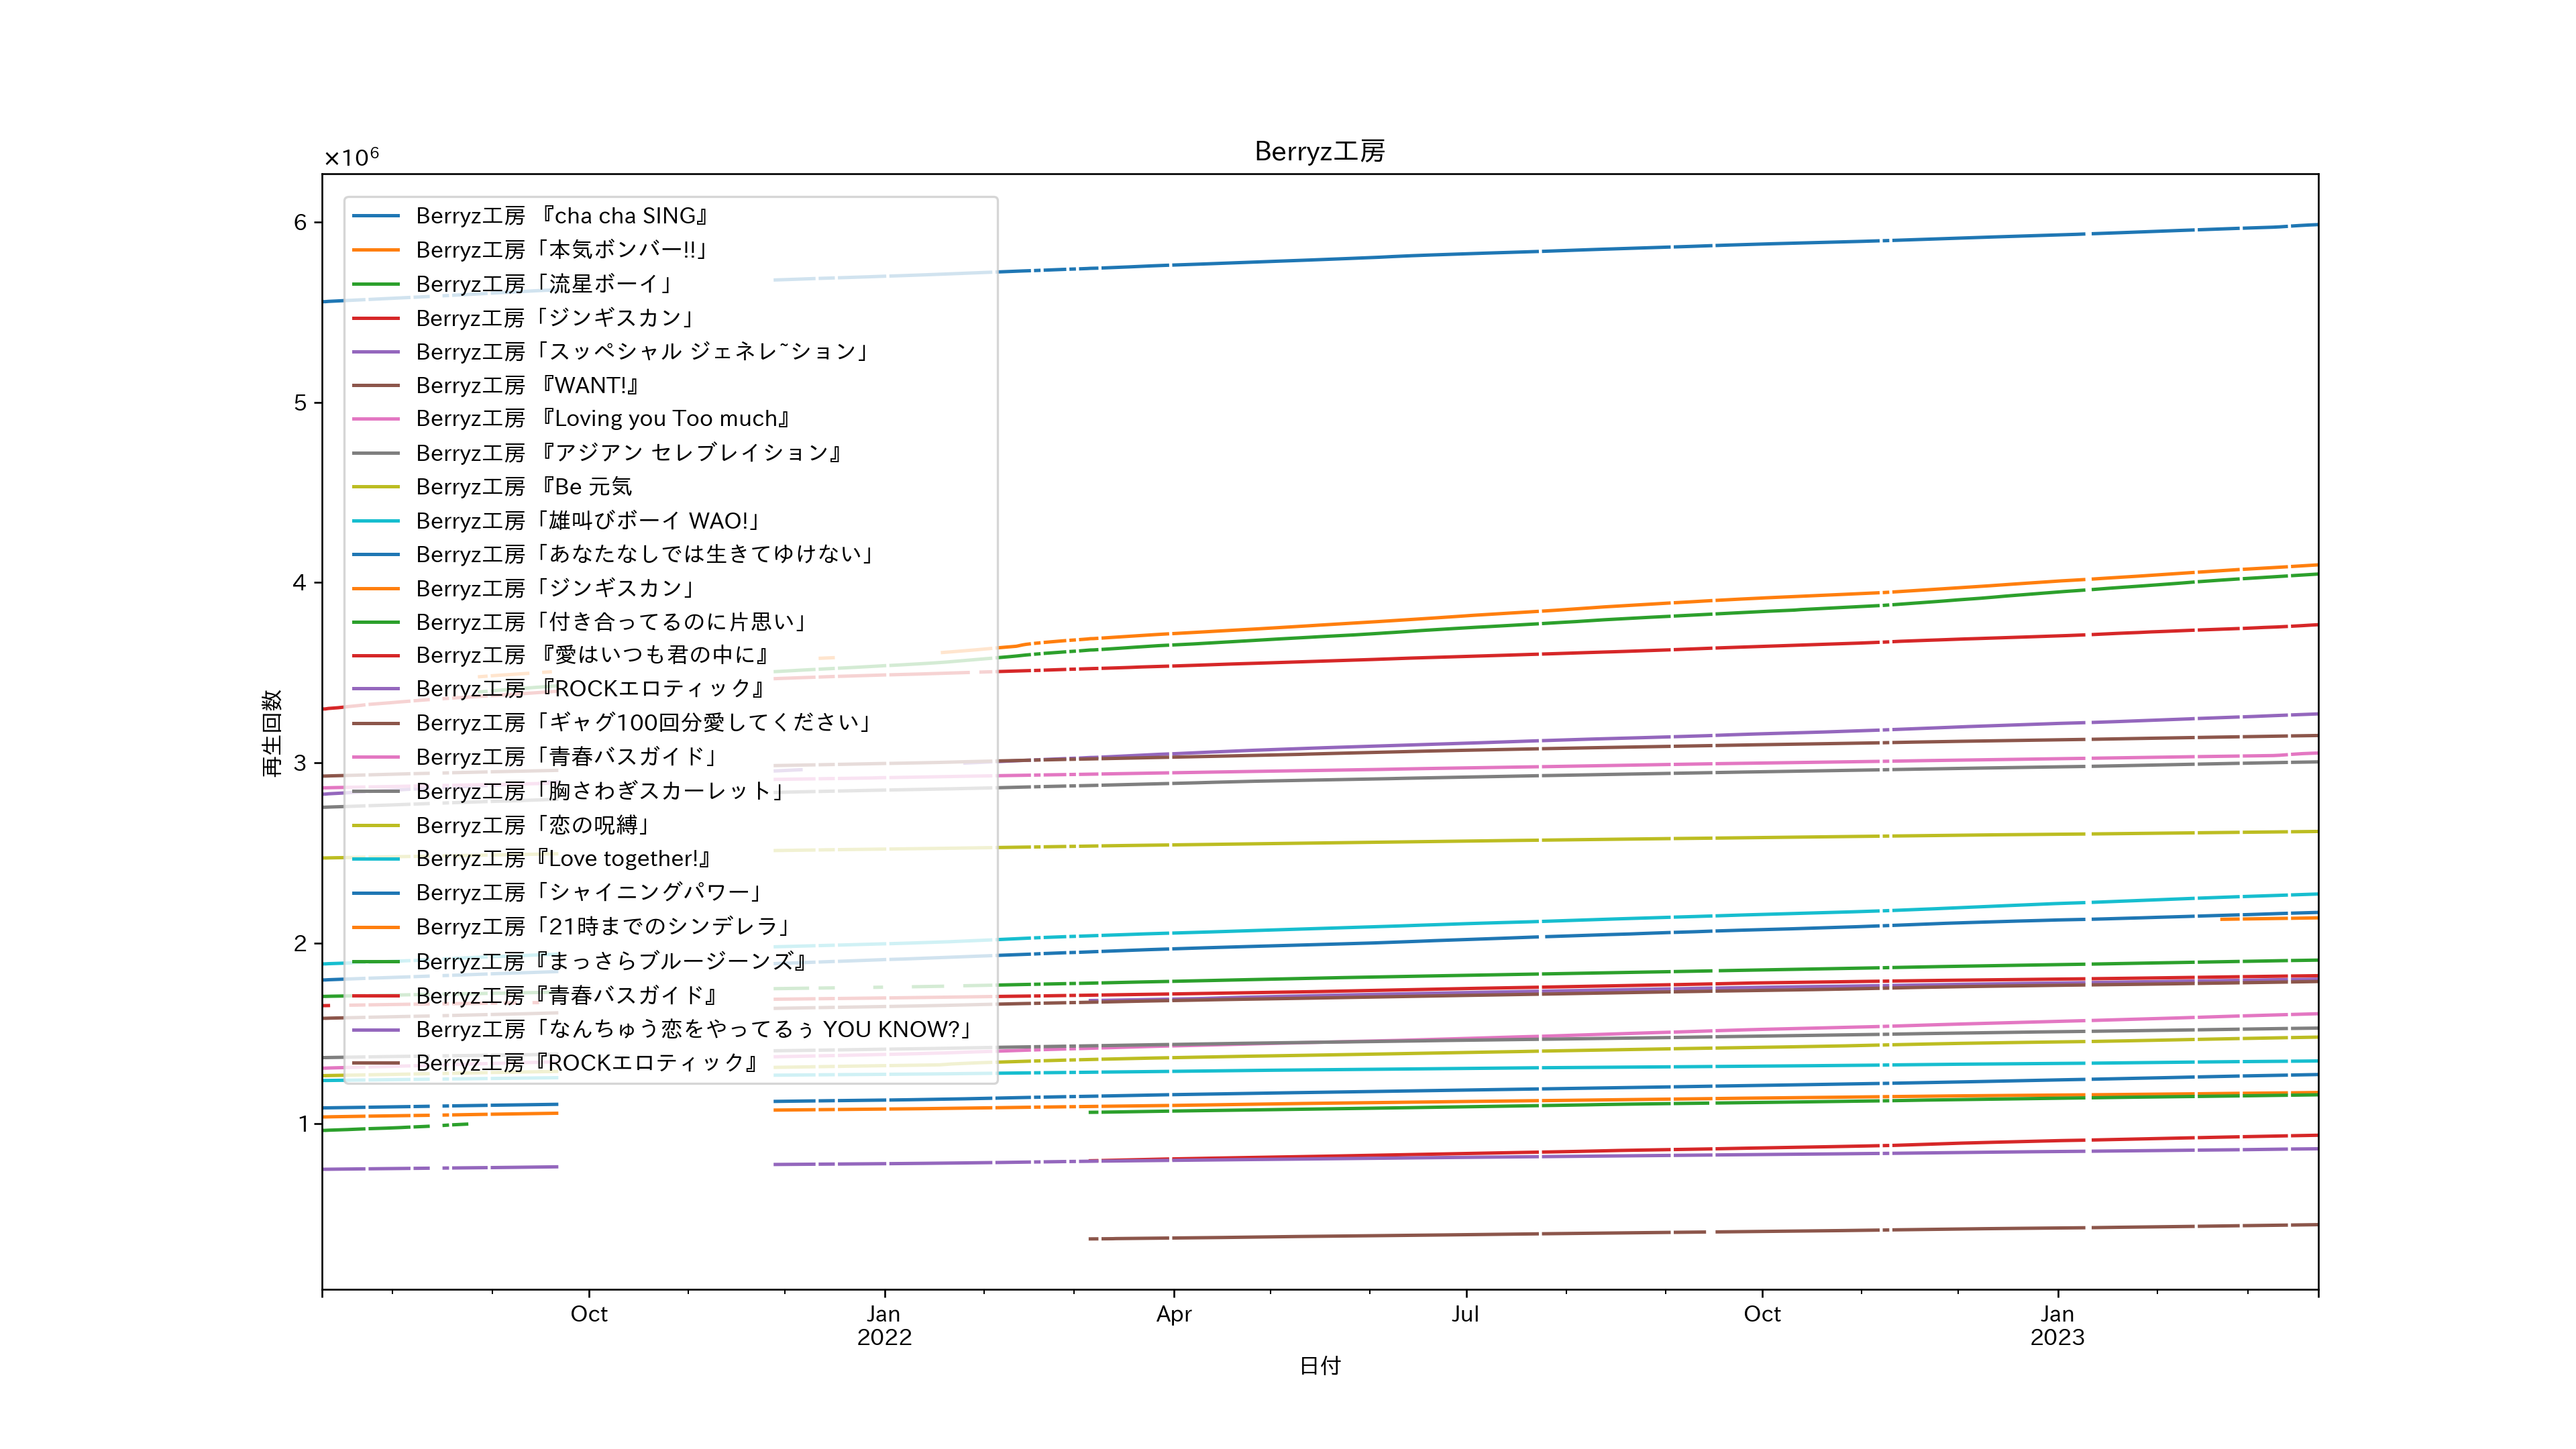 Berryz工房
×10⁶
6
5
4
3
2
1
再生回数
Berryz工房 『cha cha SING』
Berryz工房「本気ボンバー!!」
Berryz工房「流星ボーイ」
Berryz工房「ジンギスカン」
Berryz工房「スッペシャル ジェネレ~ション」
Berryz工房 『WANT!』
Berryz工房 『Loving you Too much』
Berryz工房 『アジアン セレブレイション』
Berryz工房 『Be 元気
Berryz工房「雄叫びボーイ WAO!」
Berryz工房「あなたなしでは生きてゆけない」
Berryz工房「ジンギスカン」
Berryz工房「付き合ってるのに片思い」
Berryz工房 『愛はいつも君の中に』
Berryz工房 『ROCKエロティック』
Berryz工房「ギャグ100回分愛してください」
Berryz工房「青春バスガイド」
Berryz工房「胸さわぎスカーレット」
Berryz工房「恋の呪縛」
Berryz工房『Love together!』
Berryz工房「シャイニングパワー」
Berryz工房「21時までのシンデレラ」
Berryz工房『まっさらブルージーンズ』
Berryz工房『青春バスガイド』
Berryz工房「なんちゅう恋をやってるぅ YOU KNOW?」
Berryz工房『ROCKエロティック』
Oct Jan Apr Jul Oct Jan
2022 2023
日付